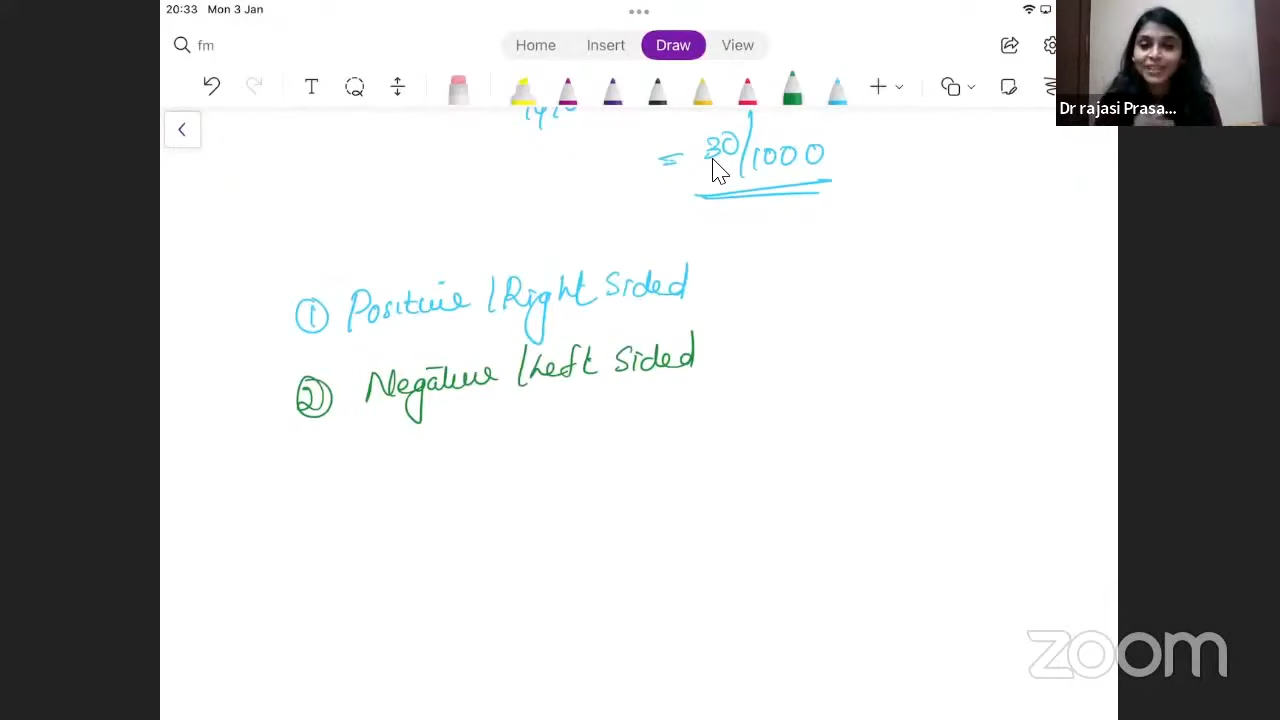 20:33 Mon 3 Jan
fm
Home Insert Draw View
Dr rajasi Prasa...
= 30/1000
① Positive / Right Sided
② Negative / Left Sided
zoom